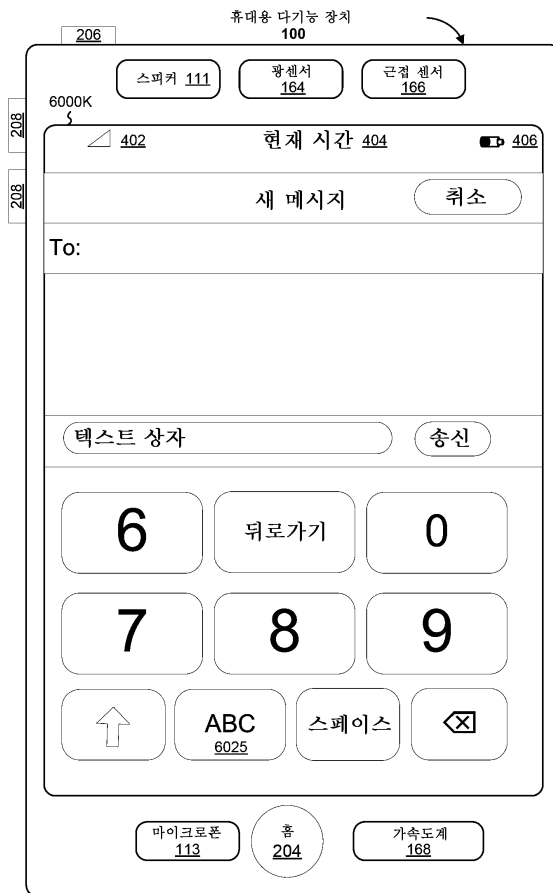 휴대용 다기능 장치
100
206
스피커 111
광센서
164
근접 센서
166
6000K
208
208
402
현재 시간 404
406
새 메시지
취소
To:
텍스트 상자
송신
6
뒤로가기
0
7
8
9
ABC
6025
스페이스
마이크로폰
113
홈
204
가속도계
168